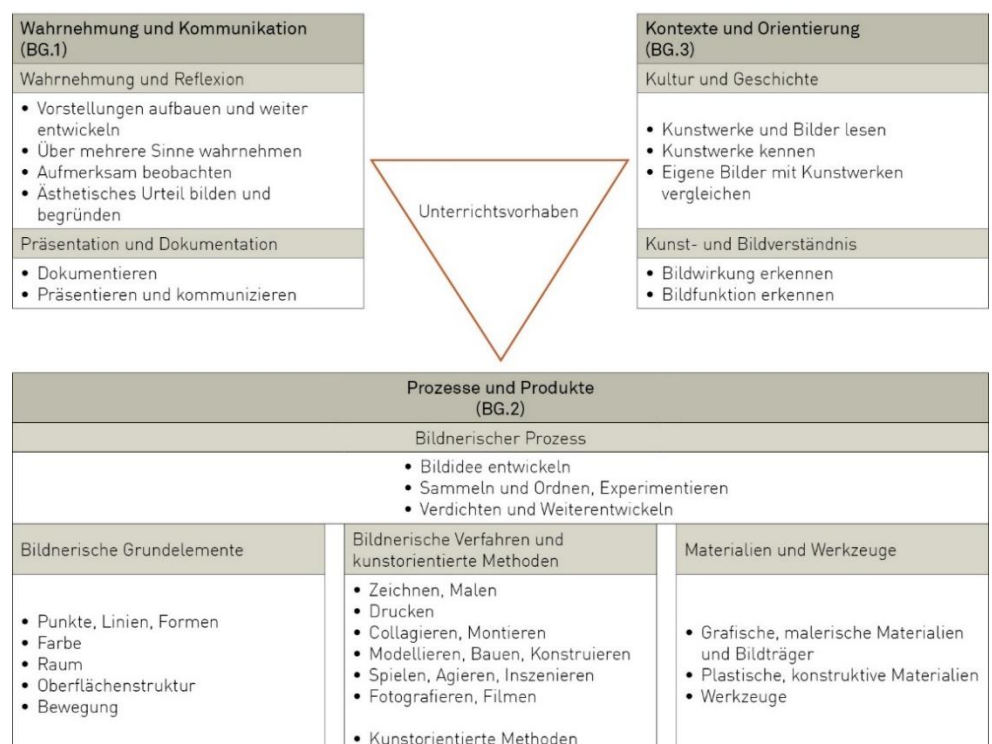 Wahrnehmung und Kommunikation
(BG.1)
Wahrnehmung und Reflexion
• Vorstellungen aufbauen und weiter
entwickeln
• Über mehrere Sinne wahrnehmen
• Aufmerksam beobachten
• Ästhetisches Urteil bilden und
begründen
Präsentation und Dokumentation
• Dokumentieren
• Präsentieren und kommunizieren
Unterrichtsvorhaben
Kontexte und Orientierung
(BG.3)
Kultur und Geschichte
• Kunstwerke und Bilder lesen
• Kunstwerke kennen
• Eigene Bilder mit Kunstwerken
vergleichen
Kunst- und Bildverständnis
• Bildwirkung erkennen
• Bildfunktion erkennen
Prozesse und Produkte
(BG.2)
Bildnerischer Prozess
• Bildidee entwickeln
• Sammeln und Ordnen, Experimentieren
• Verdichten und Weiterentwickeln
Bildnerische Grundelemente
• Punkte, Linien, Formen
• Farbe
• Raum
• Oberflächenstruktur
• Bewegung
Bildnerische Verfahren und
kunstorientierte Methoden
• Zeichnen, Malen
• Drucken
• Collagieren, Montieren
• Modellieren, Bauen, Konstruieren
• Spielen, Agieren, Inszenieren
• Fotografieren, Filmen
• Kunstorientierte Methoden
Materialien und Werkzeuge
• Grafische, malerische Materialien
und Bildträger
• Plastische, konstruktive Materialien
• Werkzeuge